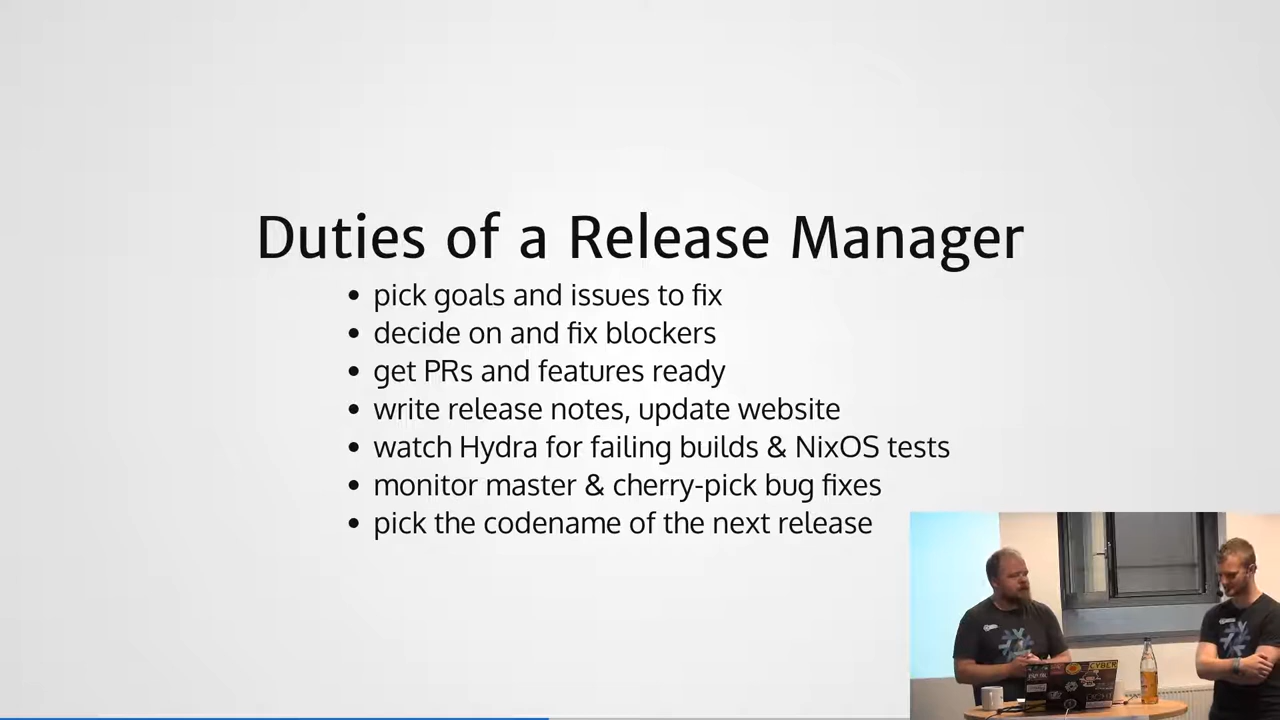 Duties of a Release Manager
pick goals and issues to fix
decide on and fix blockers
get PRs and features ready
write release notes, update website
watch Hydra for failing builds & NixOS tests
monitor master & cherry-pick bug fixes
pick the codename of the next release
CYBER